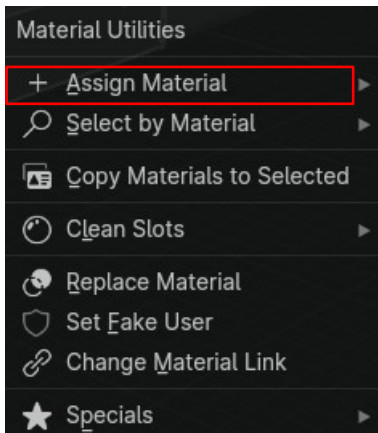 Material Utilities
Assign Material
Select by Material
Copy Materials to Selected
Clean Slots
Replace Material
Set Fake User
Change Material Link
Specials